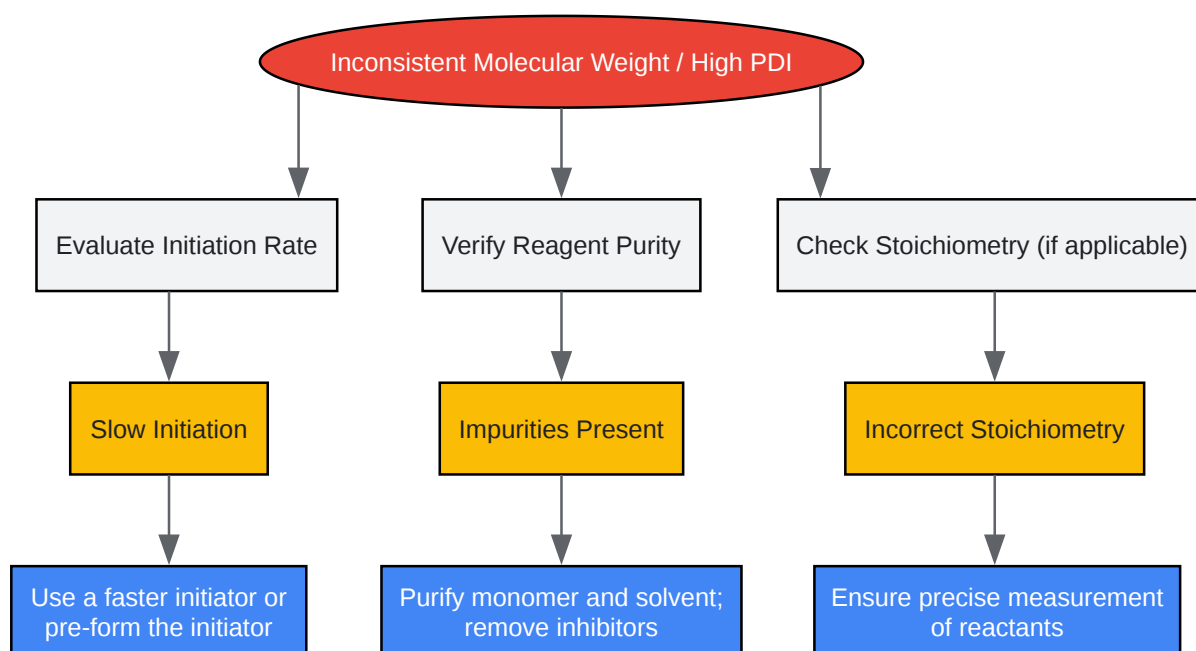 Inconsistent Molecular Weight / High PDI
Evaluate Initiation Rate
Verify Reagent Purity
Check Stoichiometry (if applicable)
Slow Initiation
Impurities Present
Incorrect Stoichiometry
Use a faster initiator or
pre-form the initiator
Purify monomer and solvent;
remove inhibitors
Ensure precise measurement
of reactants